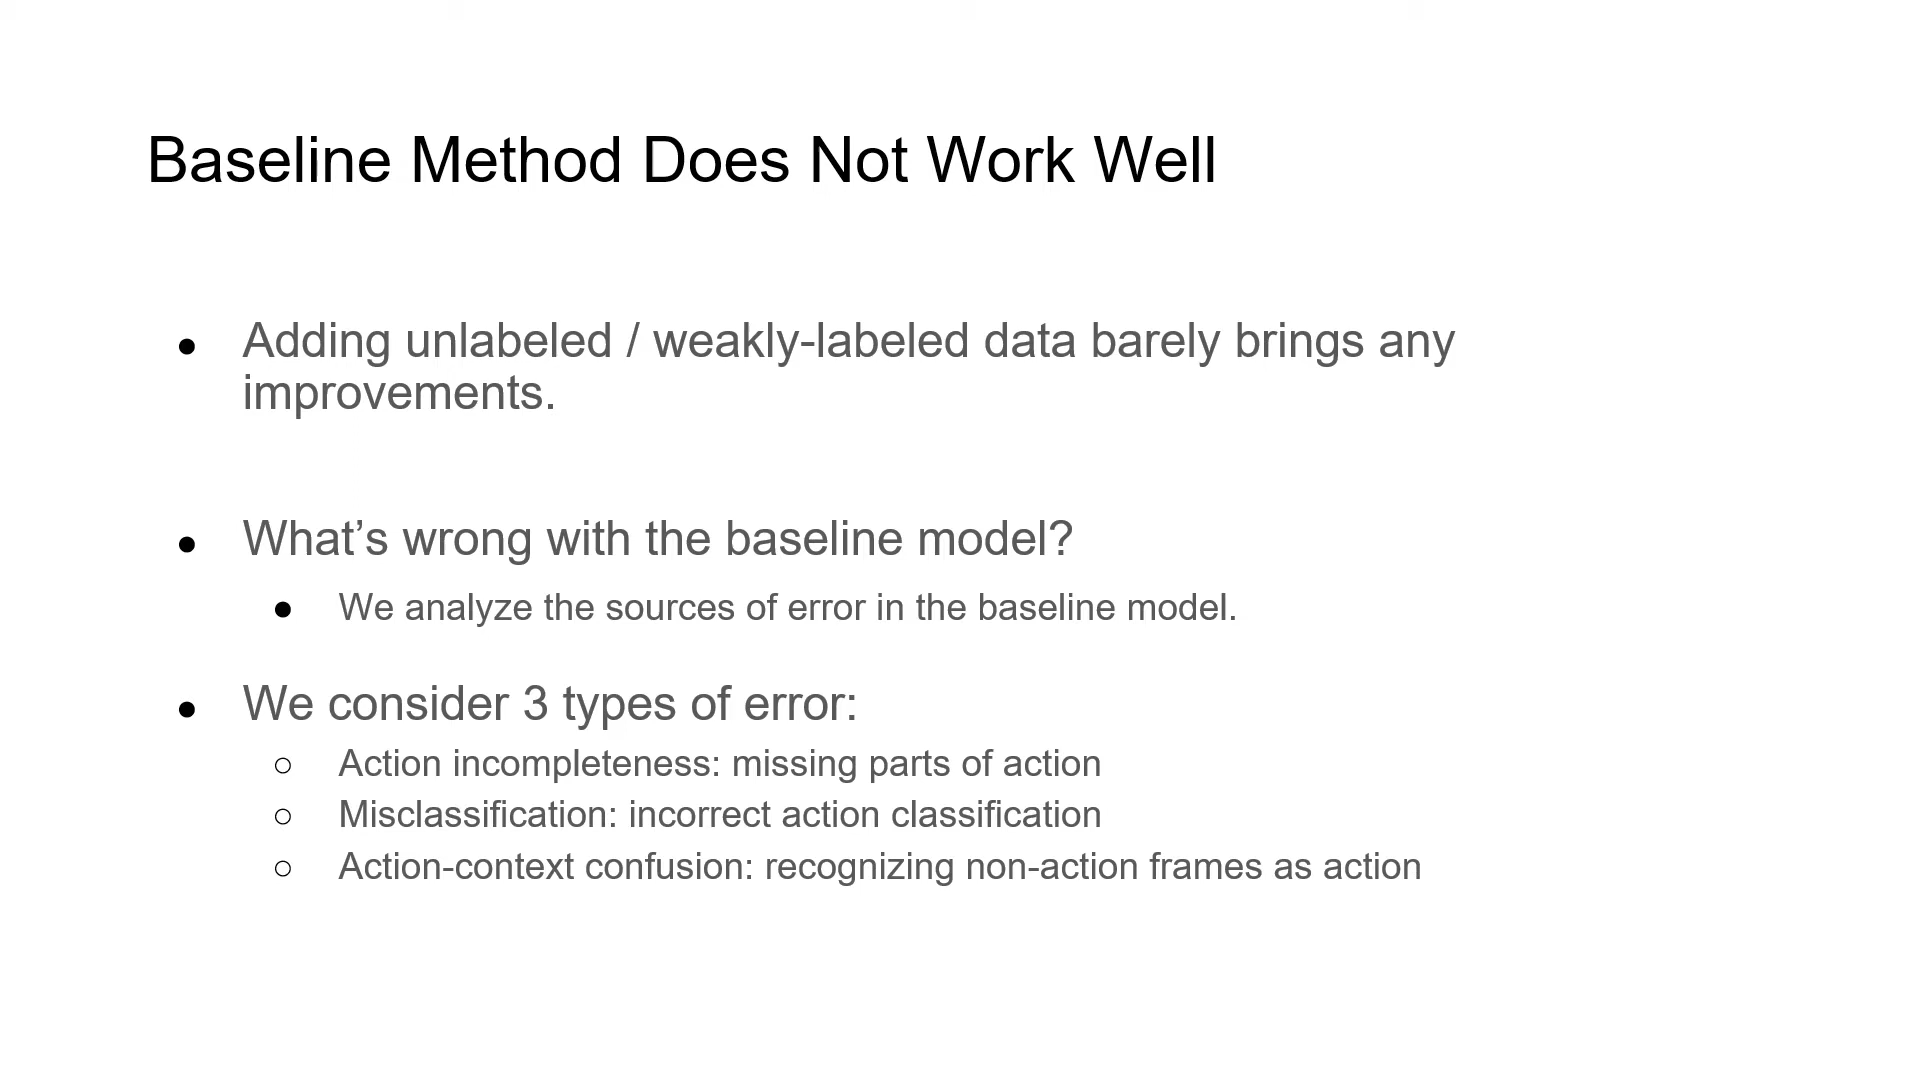 Baseline Method Does Not Work Well
● Adding unlabeled / weakly-labeled data barely brings any
improvements.
● What’s wrong with the baseline model?
● We analyze the sources of error in the baseline model.
● We consider 3 types of error:
○ Action incompleteness: missing parts of action
○ Misclassification: incorrect action classification
○ Action-context confusion: recognizing non-action frames as action